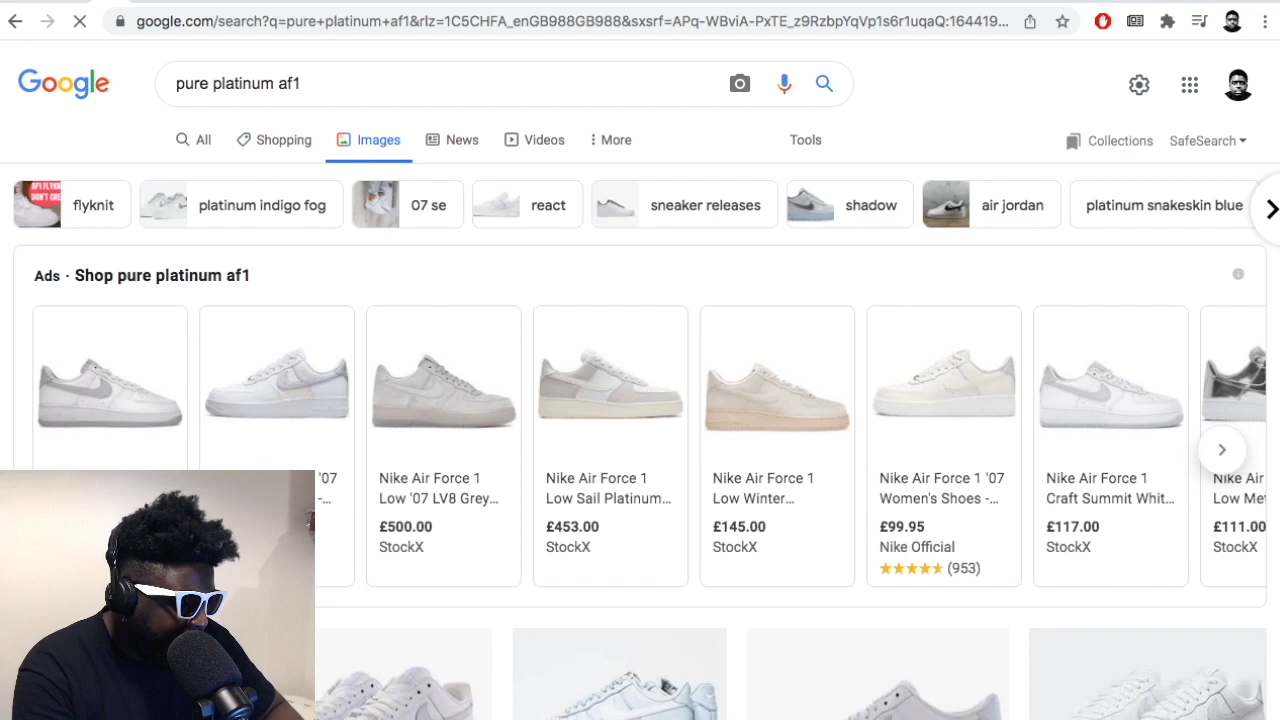 google.com/search?q=pure+platinum+af1&rlz=1C5CHFA_enGB988GB988&sxsrf=APq-WBviA-PxTE_z9RzbpYqVp1s6r1uqaQ:164419...
Google
pure platinum af1
All Shopping Images News Videos More Tools Collections SafeSearch
AF1 FLYKNIT
DON'T
flyknit platinum indigo fog 07 se react sneaker releases shadow air jordan platinum snakeskin blue
Ads · Shop pure platinum af1
'07
-...
Nike Air Force 1
Low '07 LV8 Grey...
£500.00
StockX
Nike Air Force 1
Low Sail Platinum...
£453.00
StockX
Nike Air Force 1
Low Winter...
£145.00
StockX
Nike Air Force 1 '07
Women's Shoes -...
£99.95
Nike Official
(953)
Nike Air Force 1
Craft Summit Whit...
£117.00
StockX
Nike Air
Low Me
£111.00
StockX